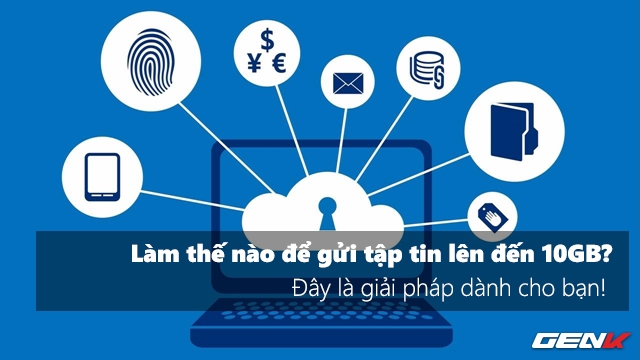 $
¥ €
Làm thế nào để gửi tập tin lên đến 10GB?
Đây là giải pháp dành cho bạn!
GENK